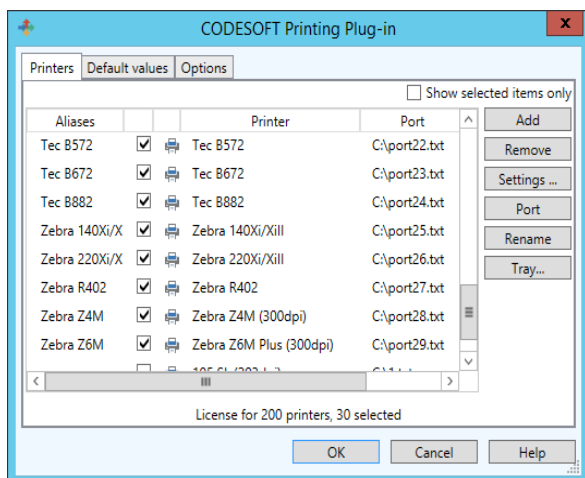 CODESOFT Printing Plug-in
x
Printers Default values Options
Show selected items only
Aliases Printer Port
Tec B572 Tec B572 C:\port22.txt
Tec B672 Tec B672 C:\port23.txt
Tec B882 Tec B882 C:\port24.txt
Zebra 140Xi/X Zebra 140Xi/XiII C:\port25.txt
Zebra 220Xi/X Zebra 220Xi/XiII C:\port26.txt
Zebra R402 Zebra R402 C:\port27.txt
Zebra Z4M Zebra Z4M (300dpi) C:\port28.txt
Zebra Z6M Zebra Z6M Plus (300dpi) C:\port29.txt
Add
Remove
Settings ...
Port
Rename
Tray...
License for 200 printers, 30 selected
OK Cancel Help